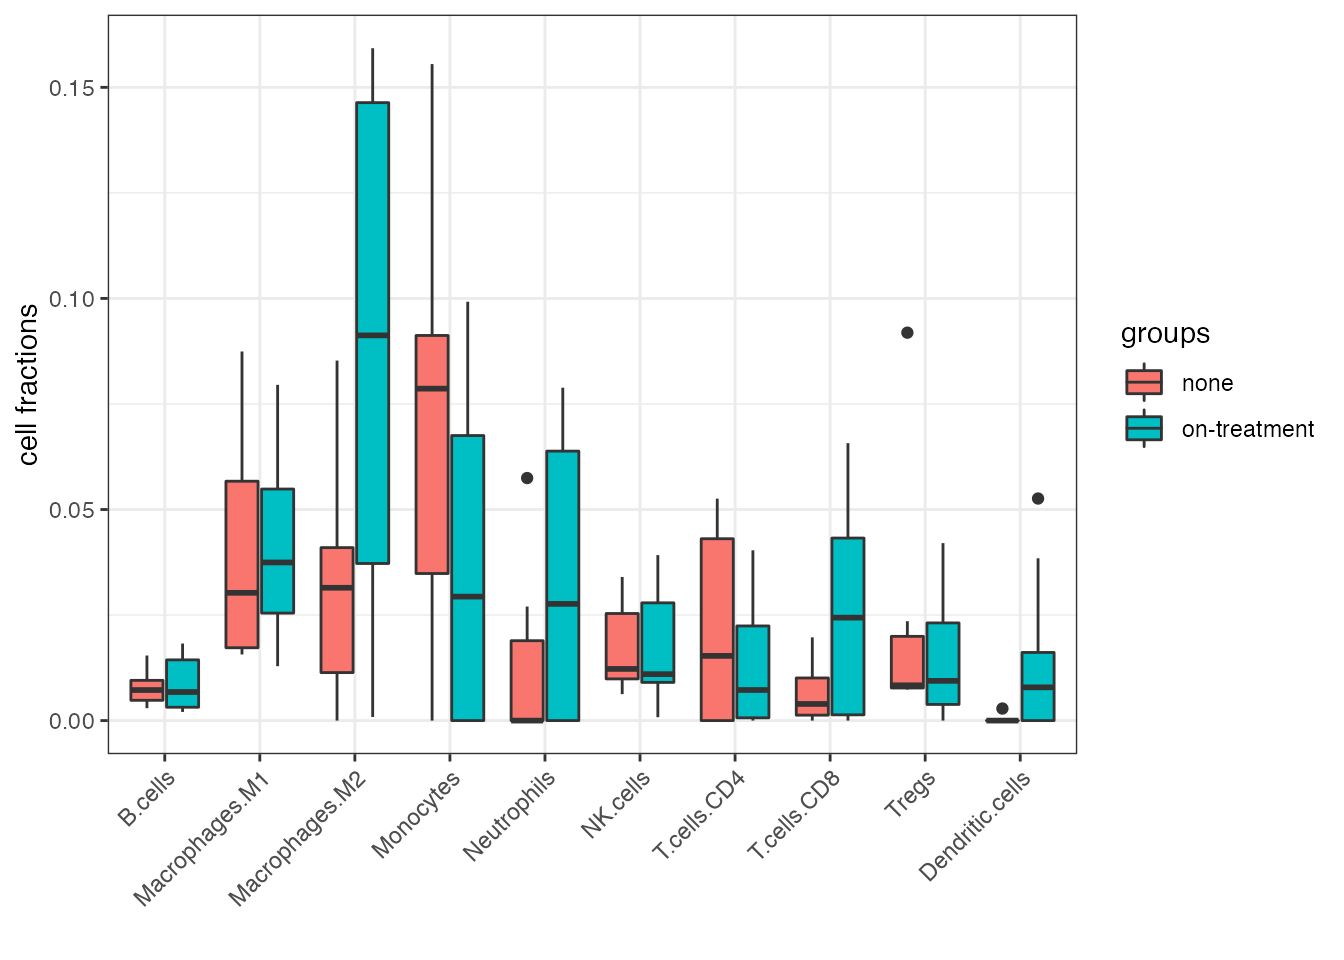 cell fractions
0.15
0.10
0.05
0.00
B.cells
Macrophages.M1
Macrophages.M2
Monocytes
Neutrophils
NK.cells
T.cells.CD4
T.cells.CD8
Tregs
Dendritic.cells
groups
none
on-treatment